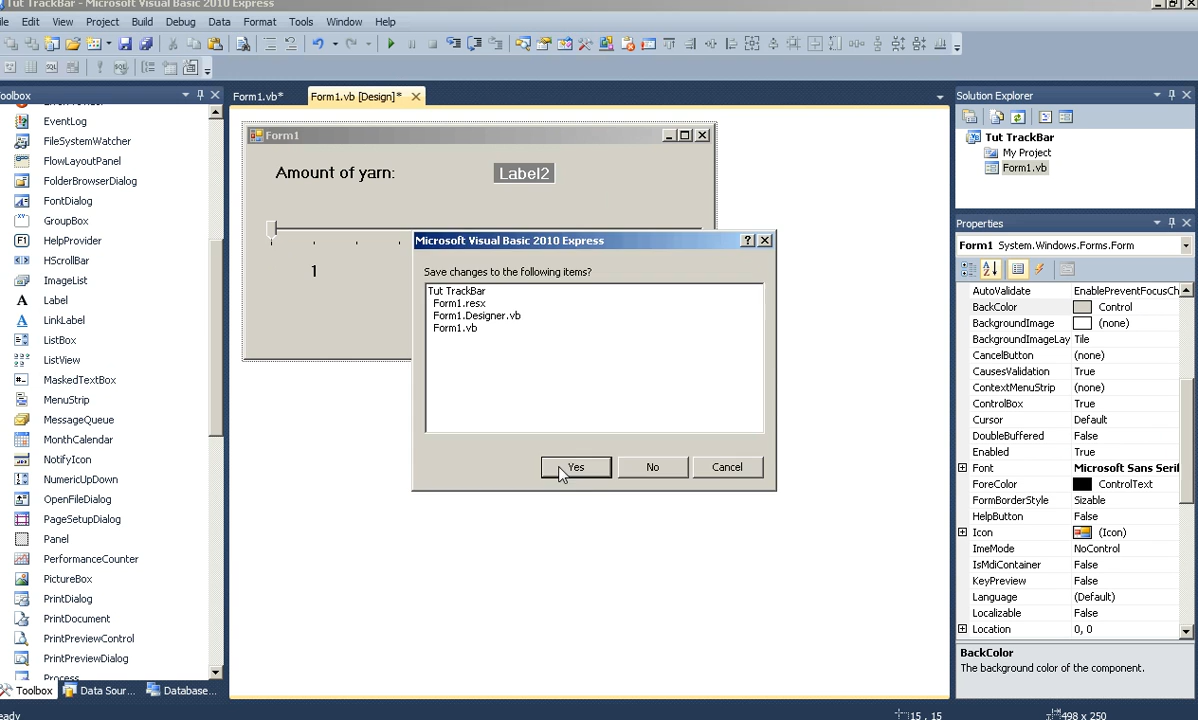 Tut TrackBar - Microsoft Visual Basic 2010 Express
File Edit View Project Build Debug Data Format Tools Window Help
Toolbox
EventLog
FileSystemWatcher
FlowLayoutPanel
FolderBrowserDialog
FontDialog
GroupBox
HelpProvider
HScrollBar
ImageList
Label
LinkLabel
ListBox
ListView
MaskedTextBox
MenuStrip
MessageQueue
MonthCalendar
NotifyIcon
NumericUpDown
OpenFileDialog
PageSetupDialog
Panel
PerformanceCounter
PictureBox
PrintDialog
PrintDocument
PrintPreviewControl
PrintPreviewDialog
Process
Toolbox Data Sour... Database...
Form1.vb* Form1.vb [Design]*
Form1
Amount of yarn: Label2
1
Microsoft Visual Basic 2010 Express
Save changes to the following items?
Tut TrackBar
Form1.resx
Form1.Designer.vb
Form1.vb
Yes No Cancel
Solution Explorer
Tut TrackBar
My Project
Form1.vb
Properties
Form1 System.Windows.Forms.Form
AutoValidate EnablePreventFocusCh
BackColor Control
BackgroundImage (none)
BackgroundImageLay Tile
CancelButton (none)
CausesValidation True
ContextMenuStrip (none)
ControlBox True
Cursor Default
DoubleBuffered False
Enabled True
Font Microsoft Sans Serif
ForeColor ControlText
FormBorderStyle Sizable
HelpButton False
Icon (Icon)
ImeMode NoControl
IsMdiContainer False
KeyPreview False
Language (Default)
Localizable False
Location 0, 0
BackColor
The background color of the component.
eady 15 , 15 498 x 250